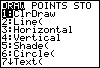 DRAW POINTS STO
1:ClrDraw
2:Line(
3:Horizontal
4:Vertical
5:Shade(
6:Circle(
7↓Text(